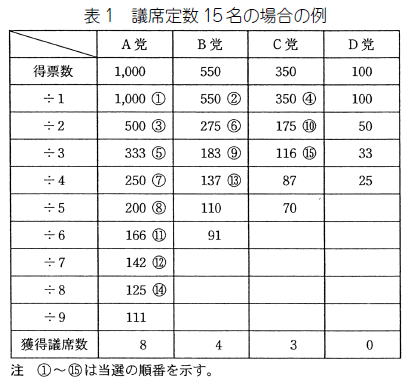 表1 議席定数15名の場合の例
A党 B党 C党 D党
得票数 1,000 550 350 100
÷1 1,000 ① 550 ② 350 ④ 100
÷2 500 ③ 275 ⑥ 175 ⑩ 50
÷3 333 ⑤ 183 ⑨ 116 ⑮ 33
÷4 250 ⑦ 137 ⑬ 87 25
÷5 200 ⑧ 110 70
÷6 166 ⑪ 91
÷7 142 ⑫
÷8 125 ⑭
÷9 111
獲得議席数 8 4 3 0
注 ①~⑮は当選の順番を示す。